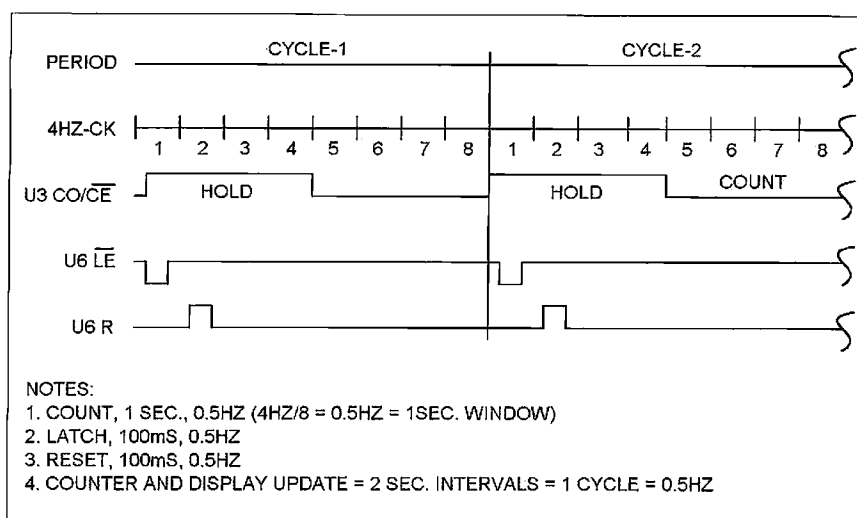 CYCLE-1 CYCLE-2
PERIOD
4HZ-CK
1 2 3 4 5 6 7 8 1 2 3 4 5 6 7 8
U3 CO/C̅E̅ HOLD HOLD COUNT
U6 L̅E̅
U6 R
NOTES:
1. COUNT, 1 SEC., 0.5HZ (4HZ/8 = 0.5HZ = 1SEC. WINDOW)
2. LATCH, 100mS, 0.5HZ
3. RESET, 100mS, 0.5HZ
4. COUNTER AND DISPLAY UPDATE = 2 SEC. INTERVALS = 1 CYCLE = 0.5HZ